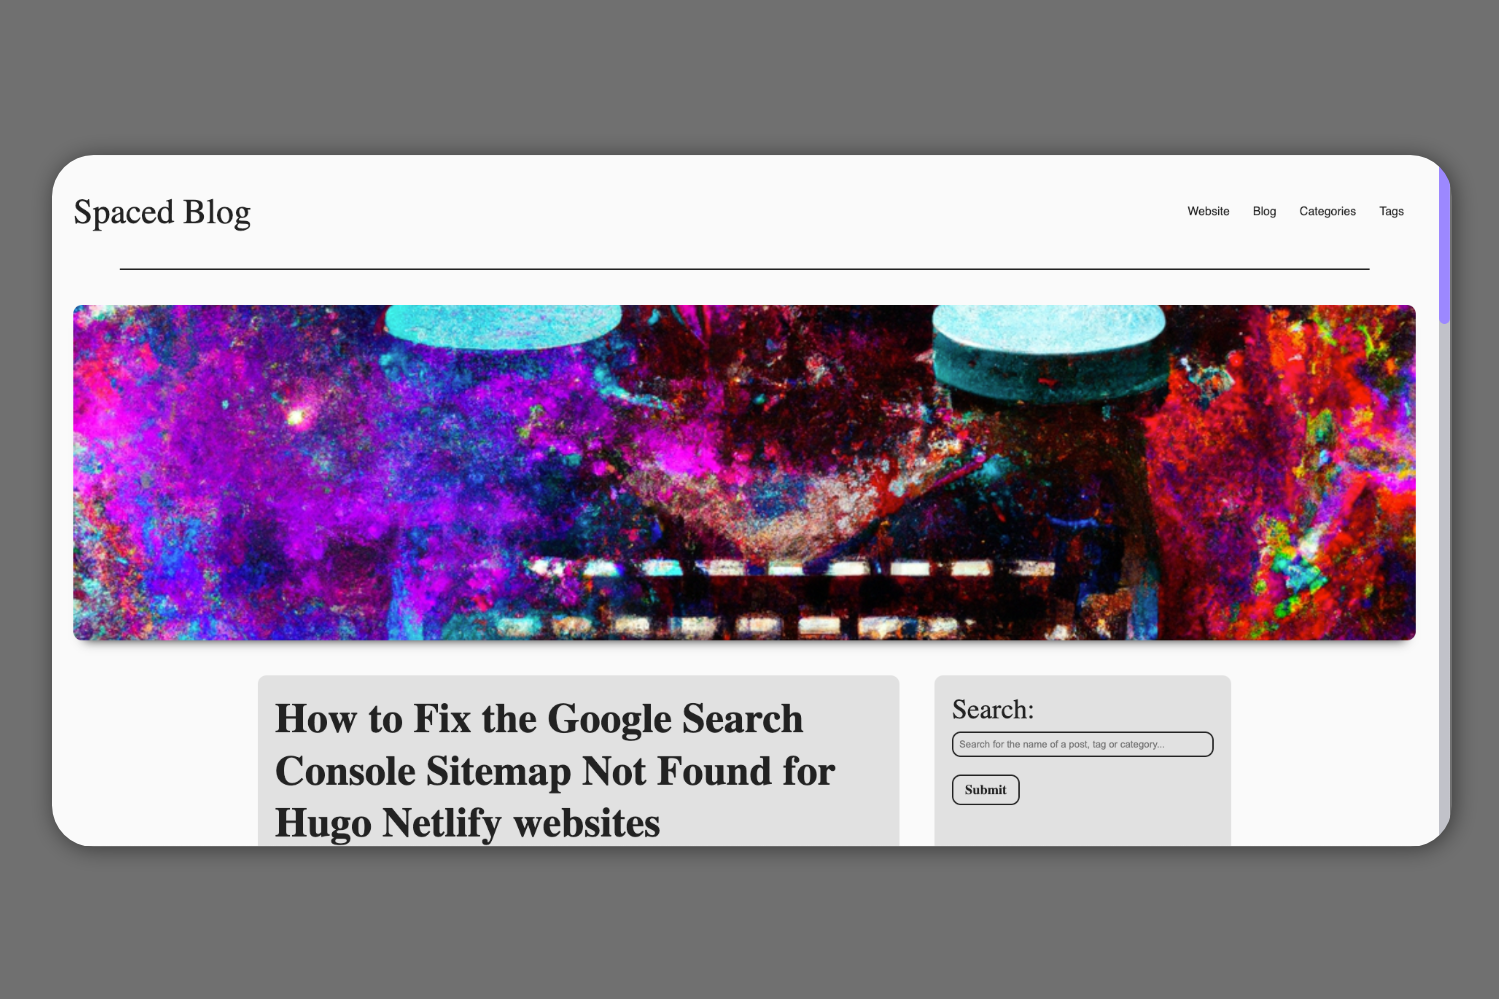 Spaced Blog
Website Blog Categories Tags
How to Fix the Google Search
Console Sitemap Not Found for
Hugo Netlify websites
Search:
Search for the name of a post, tag or category...
Submit